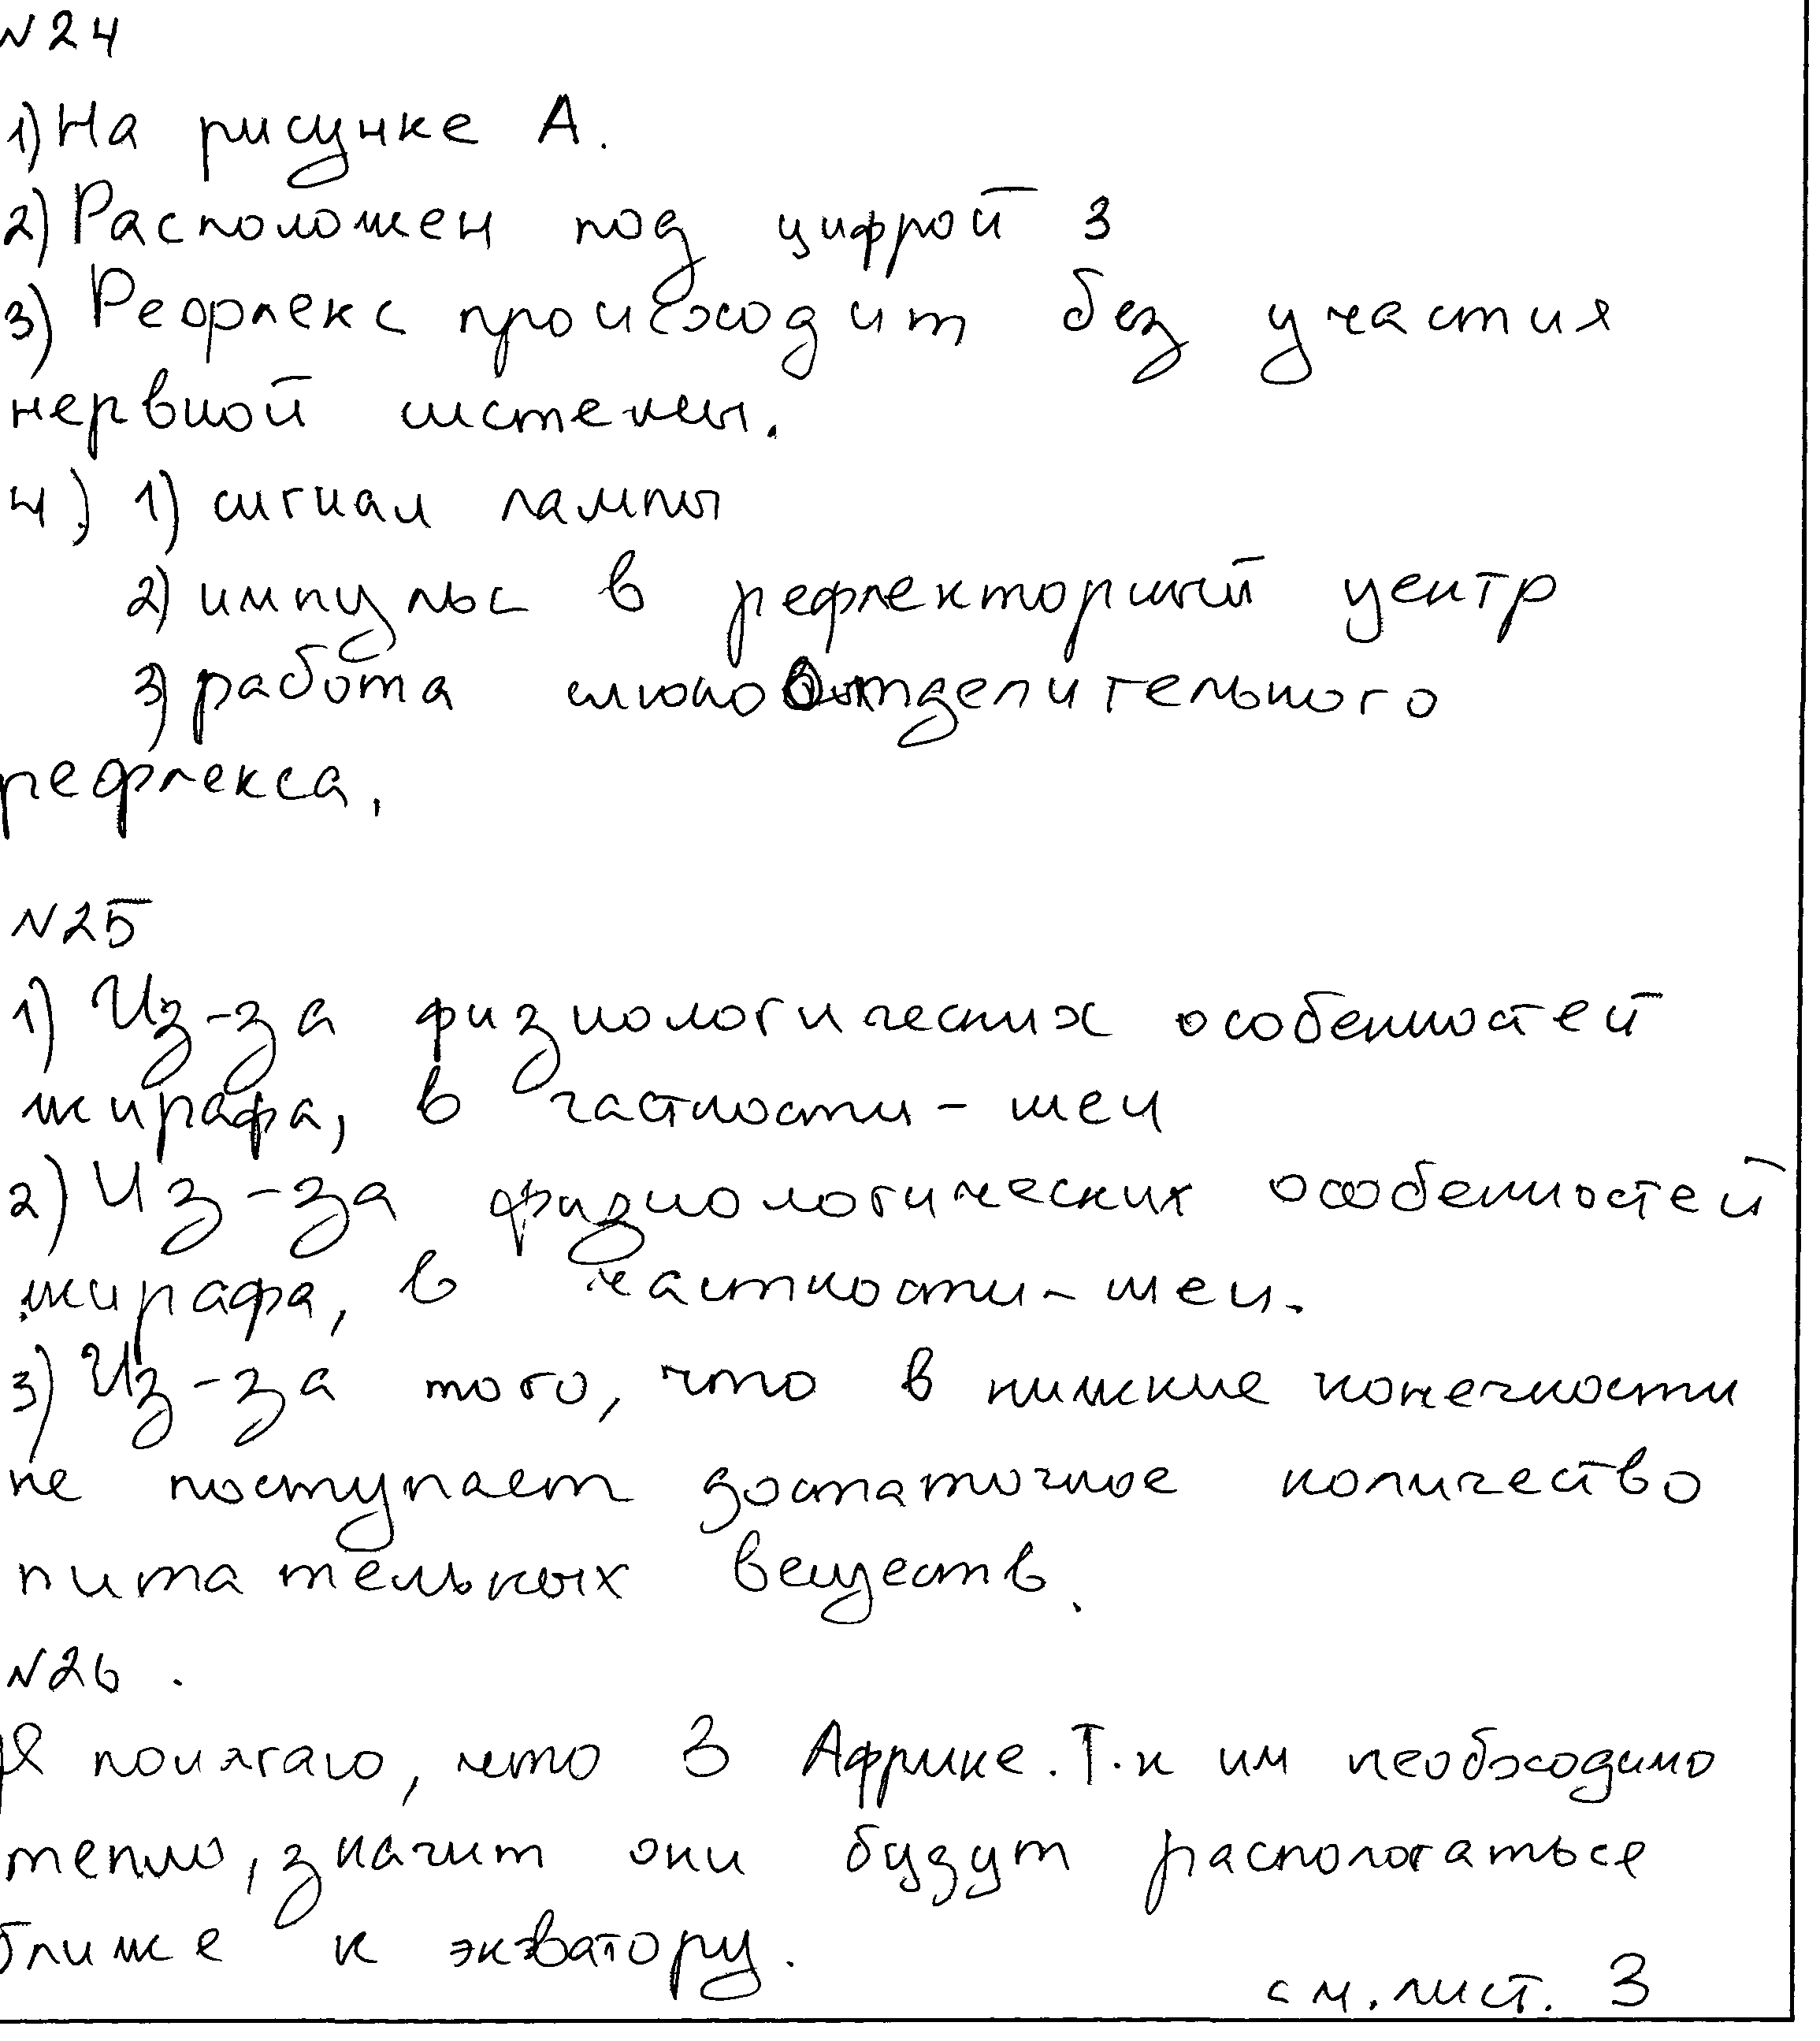 N24
1) На рисунке А.
2) Расположен под цифрой 3
3) Рефлекс происходит без участия
нервной системы.
4) 1) сигнал лампы
2) импульс в рефлекторный центр
3) работа слюноотделительного
рефлекса.
N25
1) Из-за физиологических особенностей
жирафа, в частности - шеи
2) Из-за физиологических особенностей
жирафа, в частности - шеи.
3) Из-за того, что в нижние конечности
не поступает достаточное количество
питательных веществ.
N26.
Я полагаю, что 3 Африке. Т.к им необходимо
тепло, значит они будут распологаться
ближе к экватору.
см. лист. 3